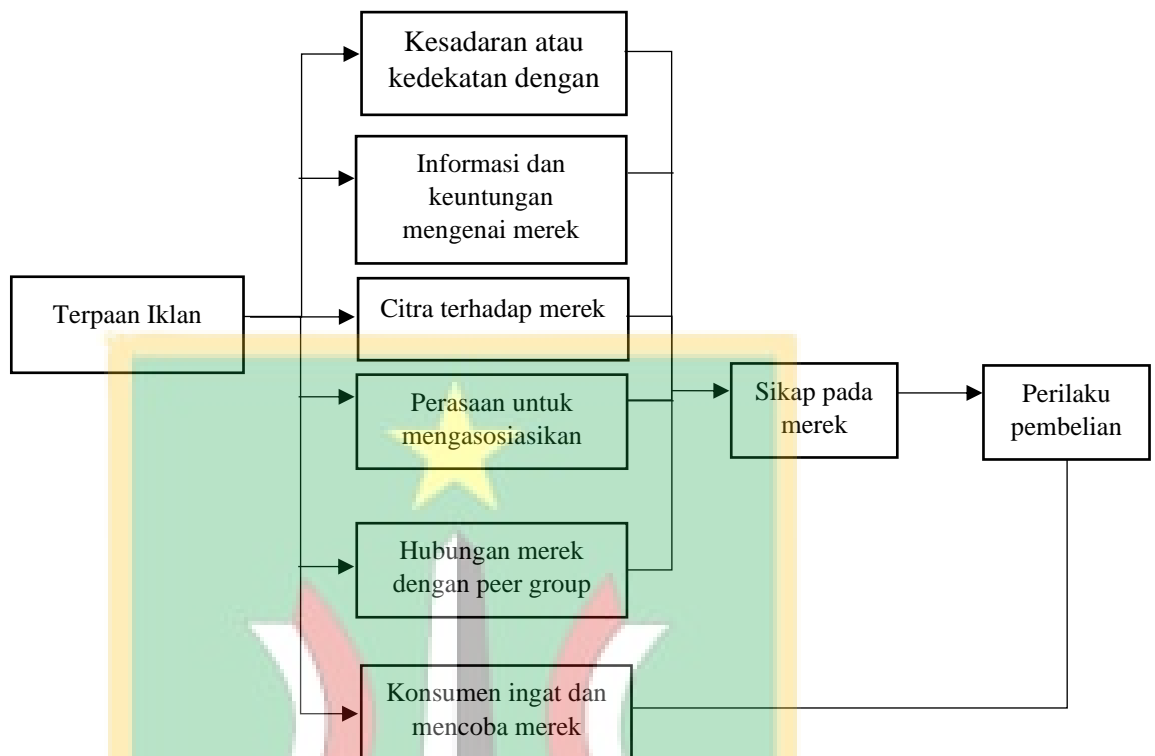 Kesadaran atau
kedekatan dengan
Informasi dan
keuntungan
mengenai merek
Terpaan Iklan
Citra terhadap merek
Perasaan untuk
mengasosiasikan
Sikap pada
merek
Perilaku
pembelian
Hubungan merek
dengan peer group
Konsumen ingat dan
mencoba merek